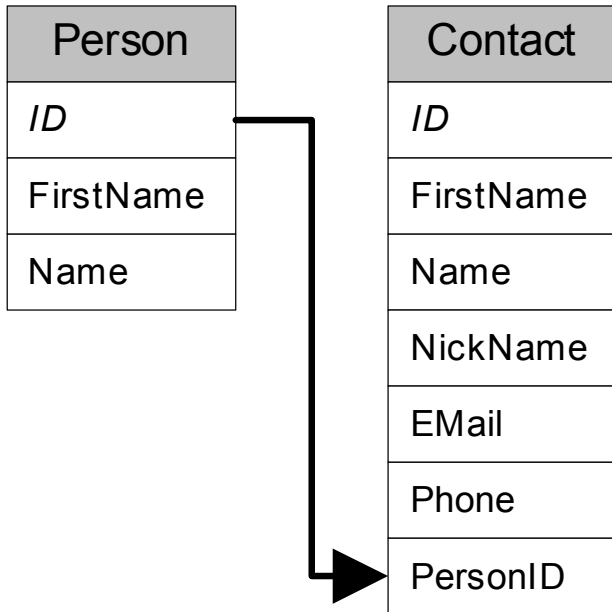 Person
ID
FirstName
Name
Contact
ID
FirstName
Name
NickName
EMail
Phone
PersonID